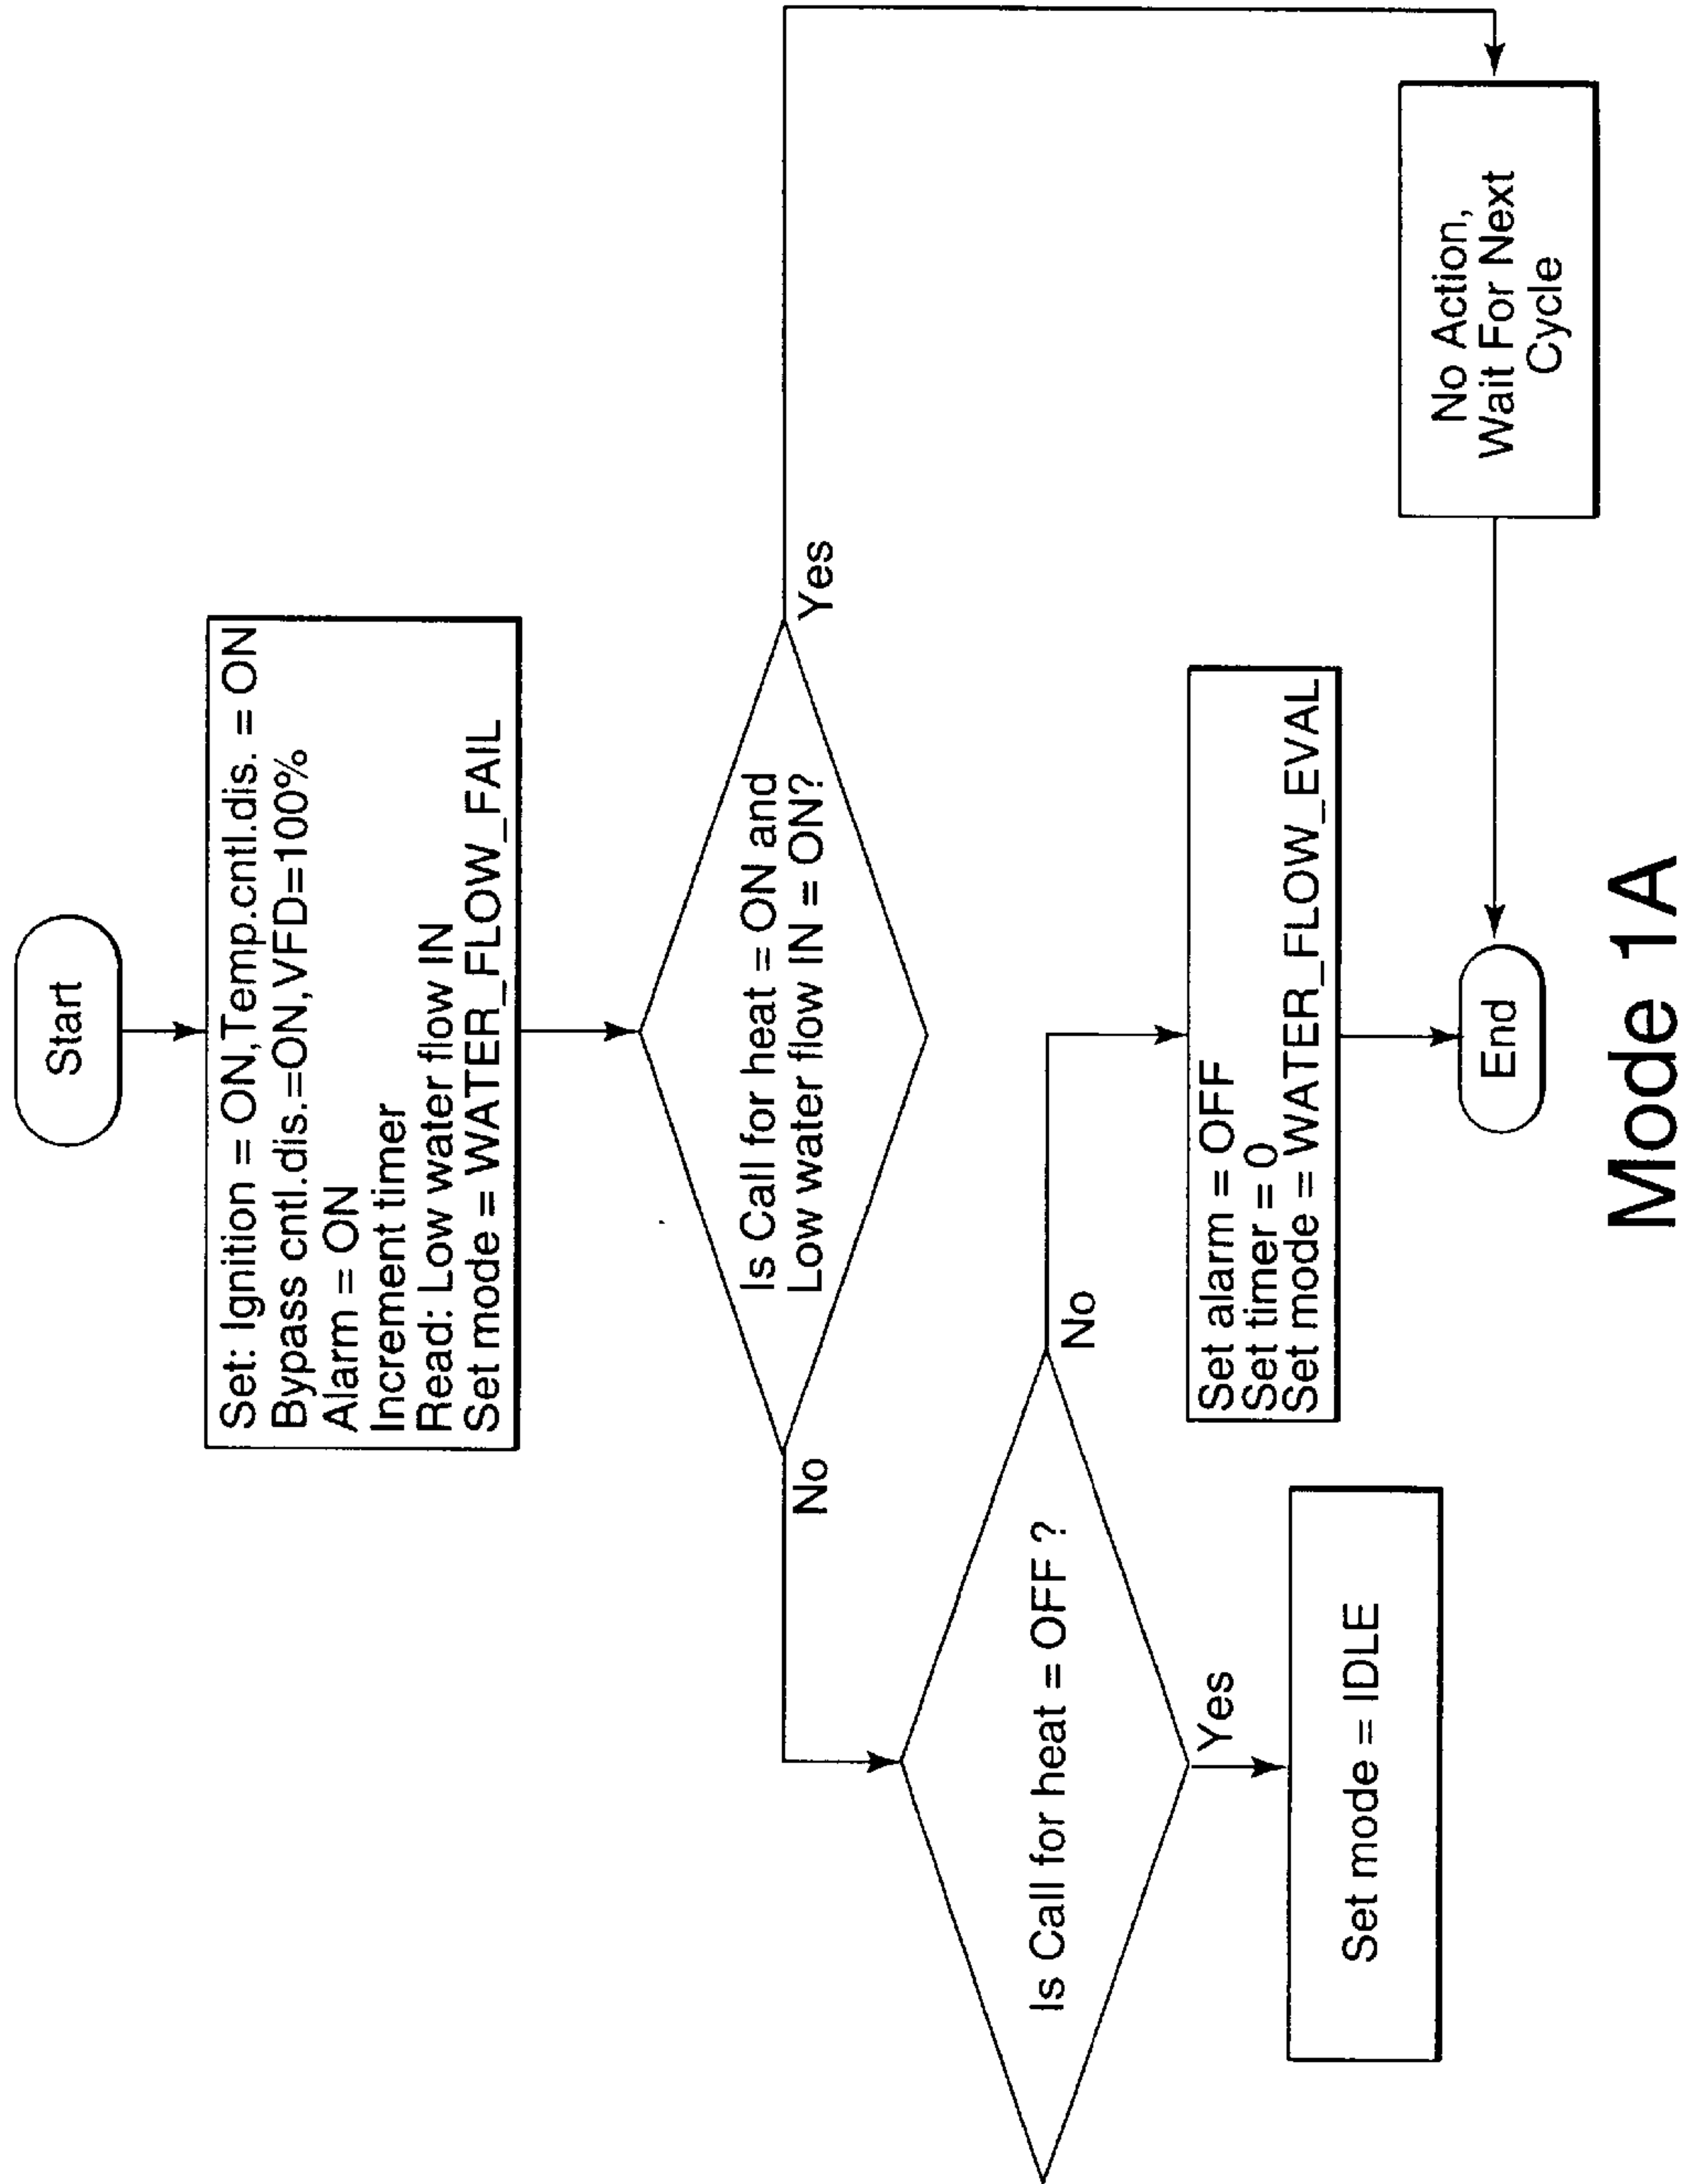 Start
Set: Ignition = ON,Temp.cntl.dis. = ON
Bypass cntl.dis.=ON,VFD=100%
Alarm = ON
Increment timer
Read: Low water flow IN
Set mode = WATER_FLOW_FAIL
Is Call for heat = ON and
Low water flow IN = ON?
No
Yes
Is Call for heat = OFF ?
No
Yes
Set alarm = OFF
Set timer = 0
Set mode = WATER_FLOW_EVAL
Set mode = IDLE
No Action,
Wait For Next
Cycle
End
Mode 1A